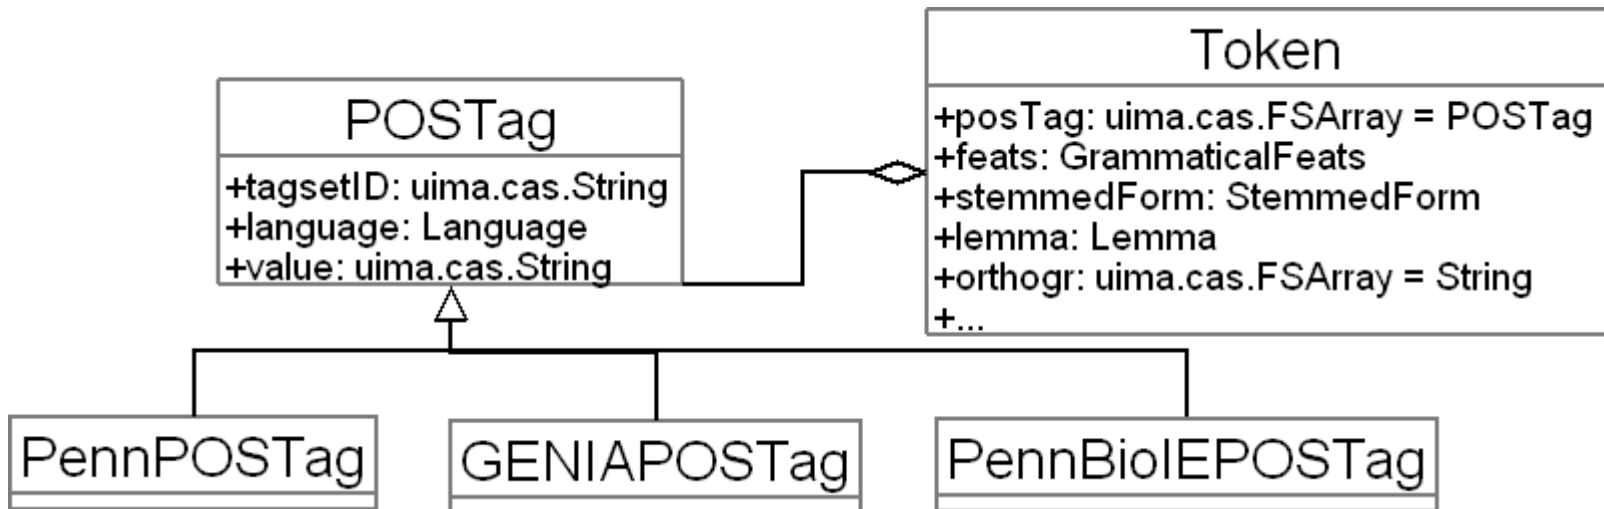 POSTag
+tagsetID: uima.cas.String
+language: Language
+value: uima.cas.String
Token
+posTag: uima.cas.FSArray = POSTag
+feats: GrammaticalFeats
+stemmedForm: StemmedForm
+lemma: Lemma
+orthogr: uima.cas.FSArray = String
+...
PennPOSTag
GENIAPOSTag
PennBioIEPOSTag